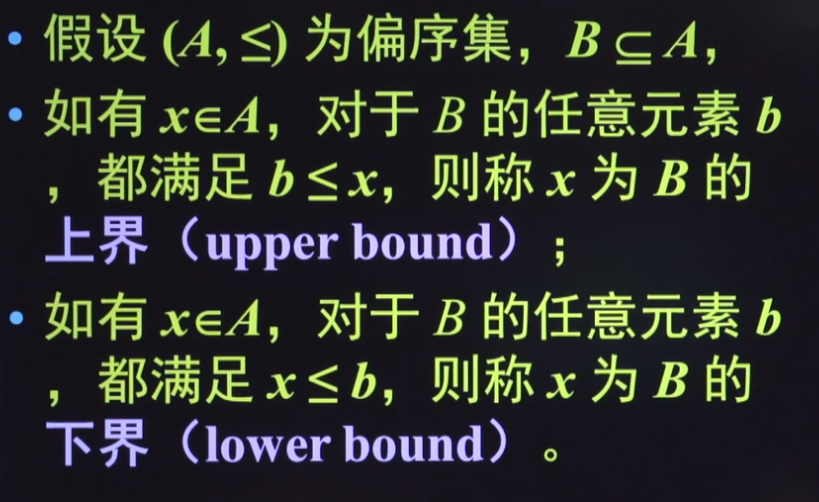 • 假设 (A, ≤) 为偏序集，B ⊆ A，
• 如有 x∈A，对于 B 的任意元素 b
，都满足 b ≤ x，则称 x 为 B 的
上界（upper bound）；
• 如有 x∈A，对于 B 的任意元素 b
，都满足 x ≤ b，则称 x 为 B 的
下界（lower bound）。